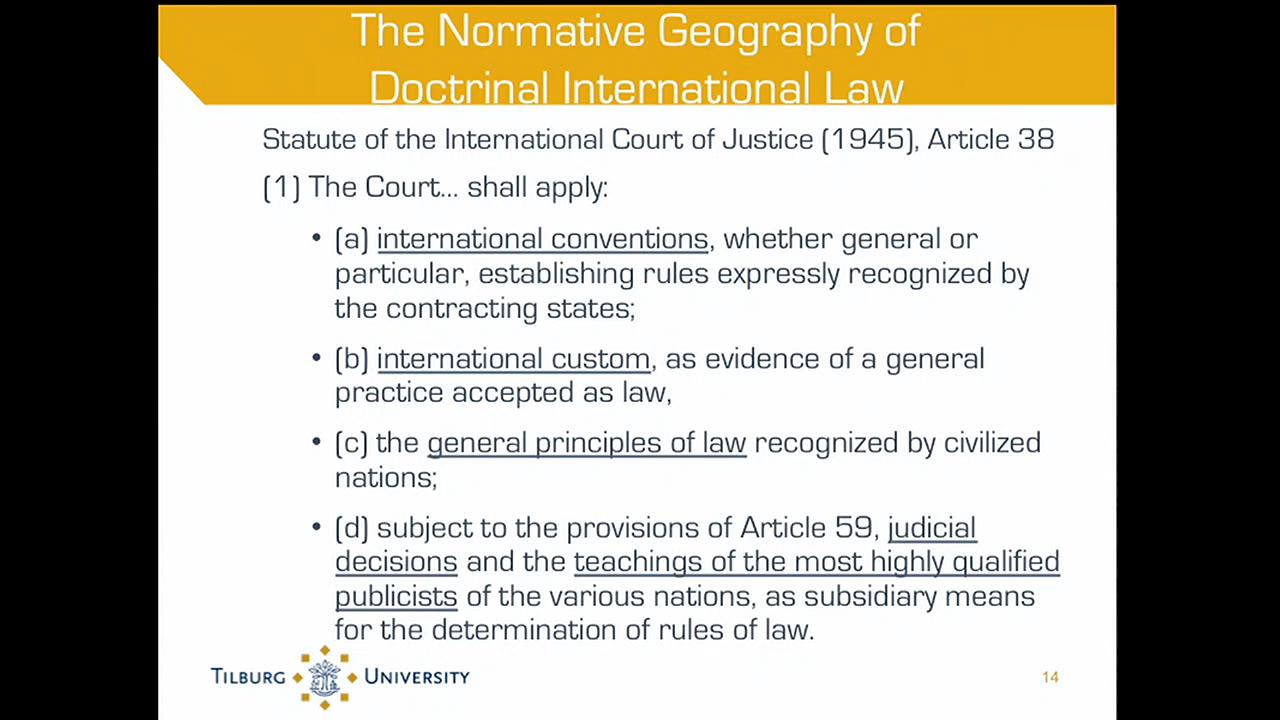 The Normative Geography of
Doctrinal International Law
Statute of the International Court of Justice (1945), Article 38
(1) The Court... shall apply:
• (a) international conventions, whether general or
particular, establishing rules expressly recognized by
the contracting states;
• (b) international custom, as evidence of a general
practice accepted as law,
• (c) the general principles of law recognized by civilized
nations;
• (d) subject to the provisions of Article 59, judicial
decisions and the teachings of the most highly qualified
publicists of the various nations, as subsidiary means
for the determination of rules of law.
TILBURG UNIVERSITY
14